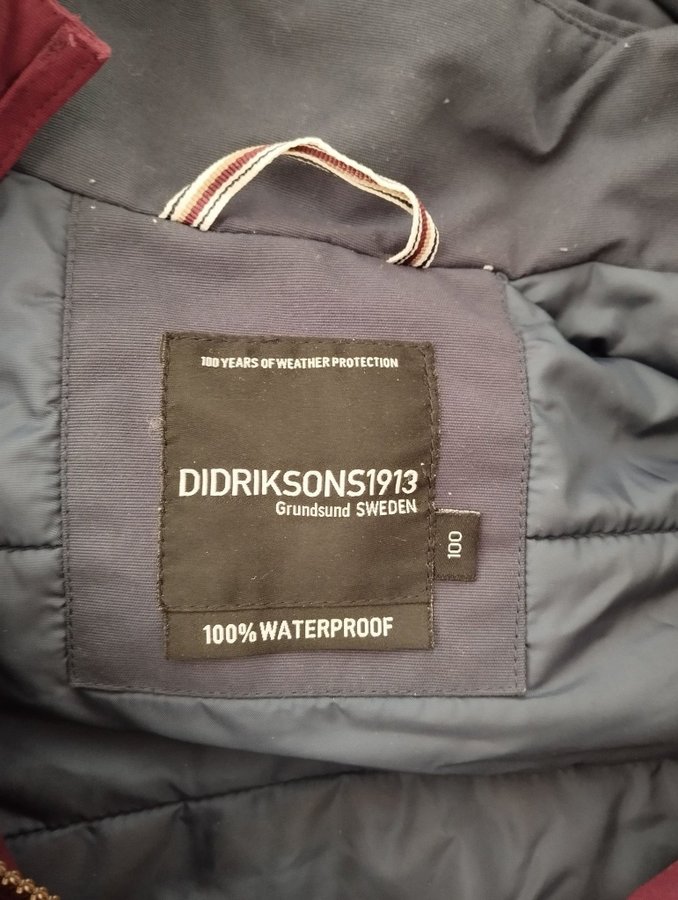 100 YEARS OF WEATHER PROTECTION
DIDRIKSONS1913
Grundsund SWEDEN
100
100% WATERPROOF